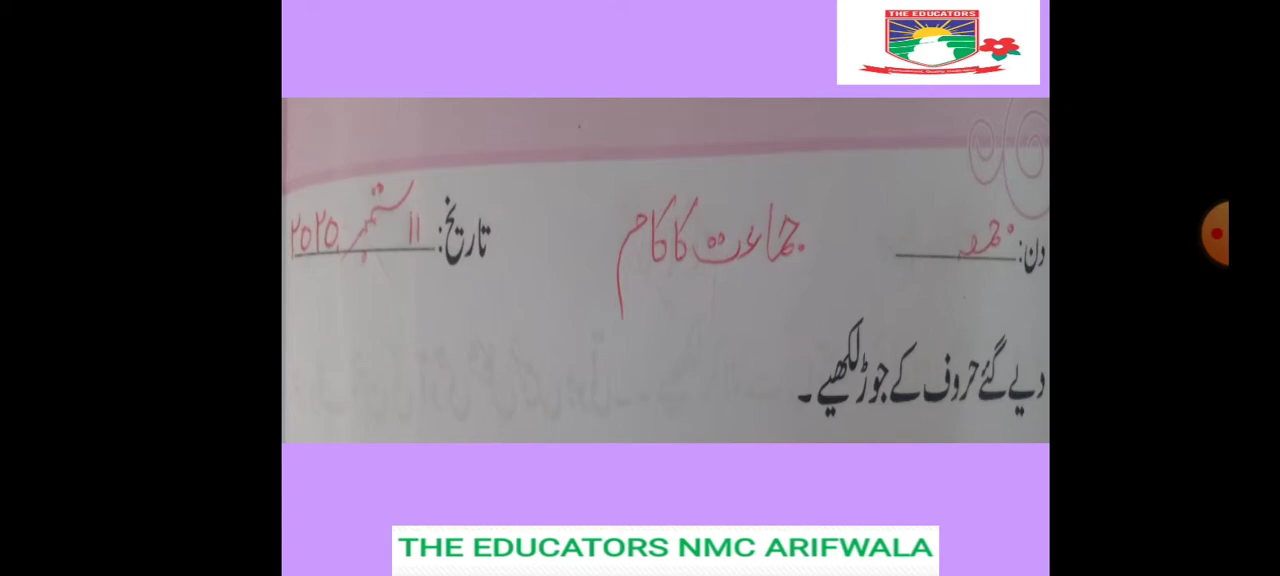 THE EDUCATORS
دن: جمعہ جماعت کا کام تاریخ: ۱۱ ستمبر ۲۰۲۰
دیے گئے حروف کے جوڑ لکھیے۔
THE EDUCATORS NMC ARIFWALA